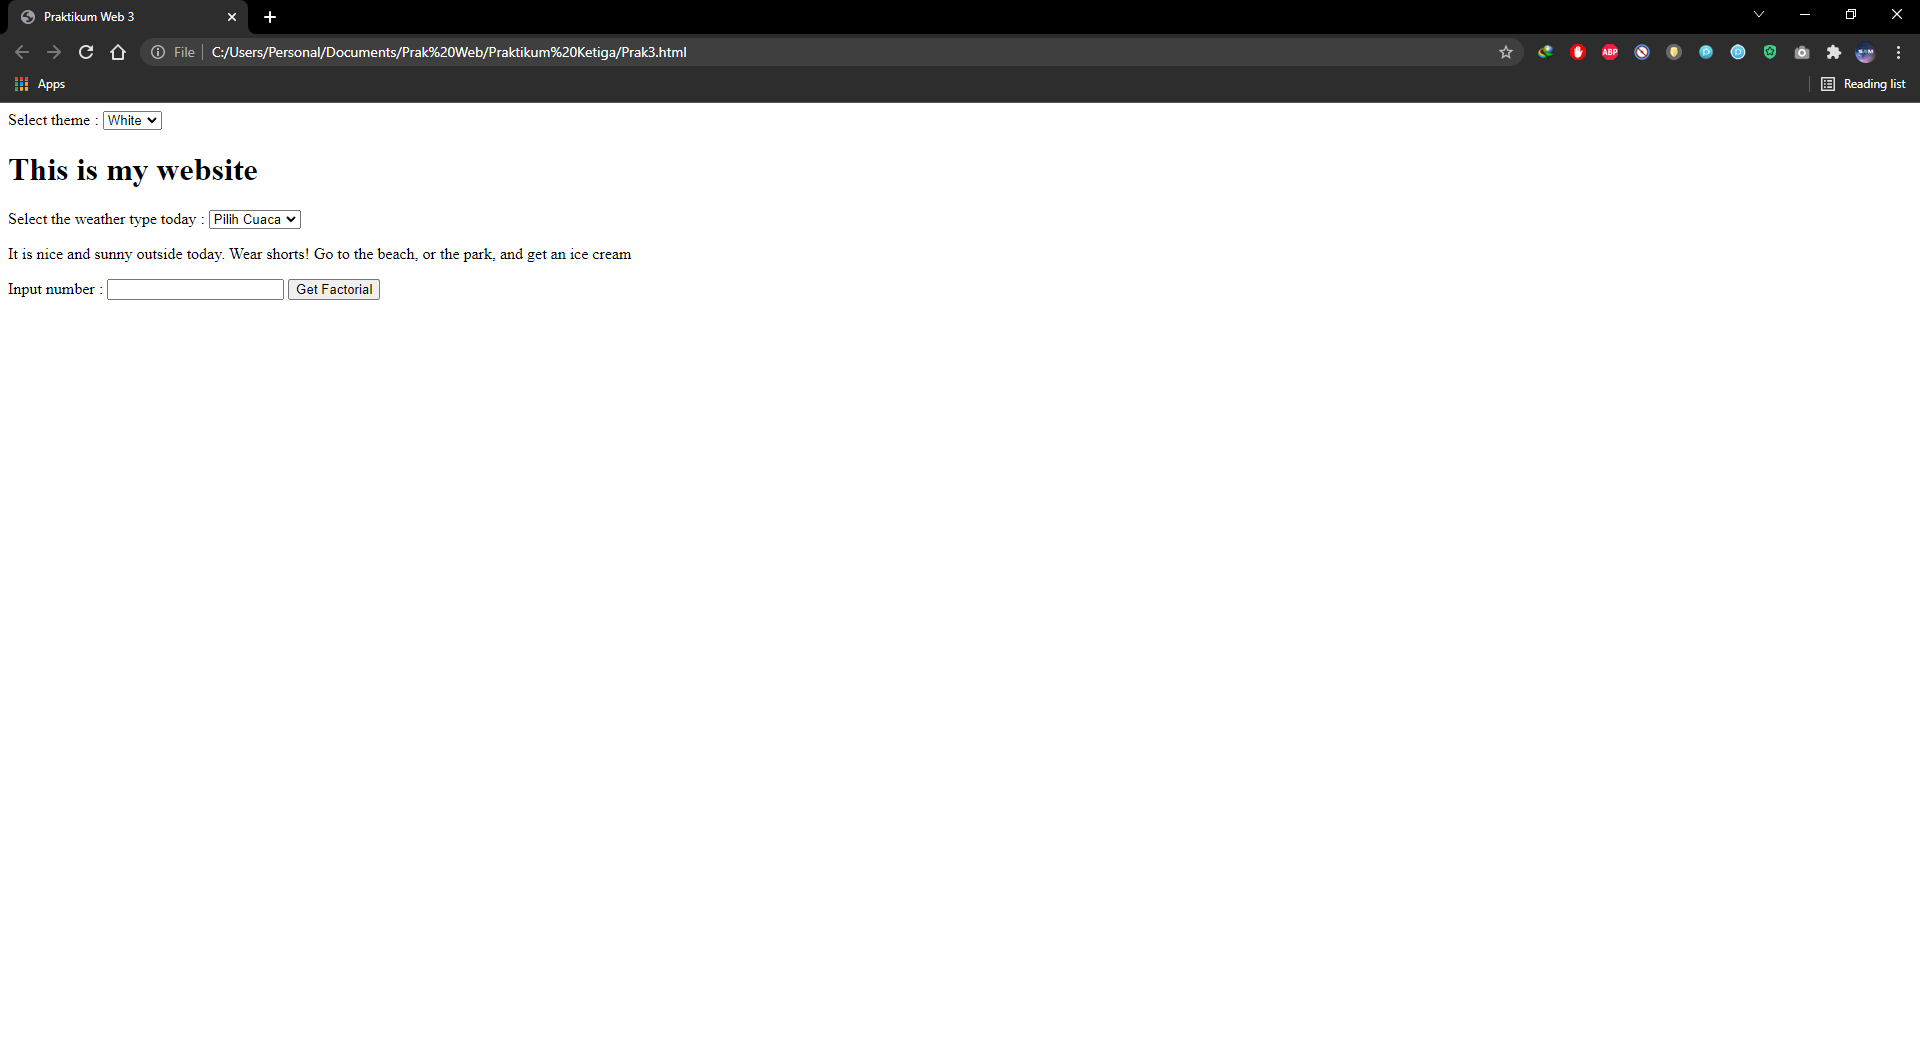 Praktikum Web 3
File C:/Users/Personal/Documents/Prak%20Web/Praktikum%20Ketiga/Prak3.html
ABP
SAM
Apps
Reading list
Select theme : White
This is my website
Select the weather type today : Pilih Cuaca
It is nice and sunny outside today. Wear shorts! Go to the beach, or the park, and get an ice cream
Input number : Get Factorial